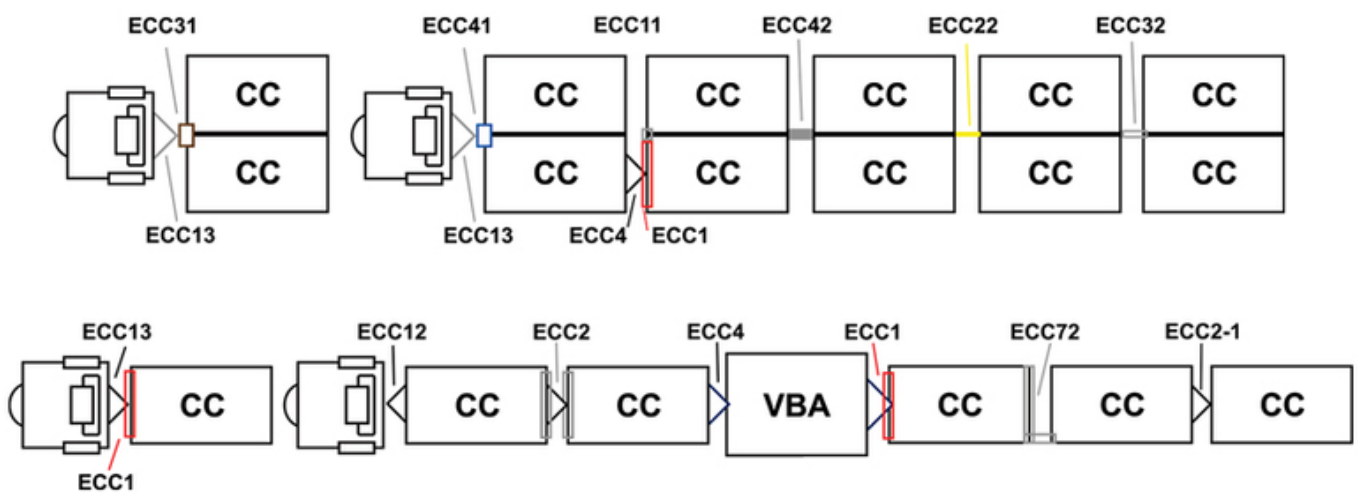 ECC31 ECC41 ECC11 ECC42 ECC22 ECC32
CC CC CC CC CC CC
CC CC CC CC CC CC
ECC13 ECC13 ECC4 ECC1
ECC13 ECC12 ECC2 ECC4 ECC1 ECC72 ECC2-1
CC CC CC VBA CC CC CC
ECC1